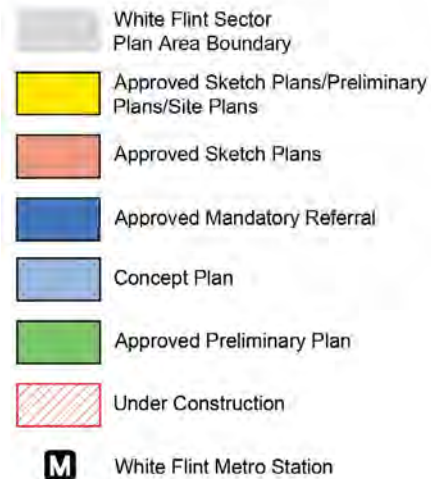 White Flint Sector
Plan Area Boundary
Approved Sketch Plans/Preliminary
Plans/Site Plans
Approved Sketch Plans
Approved Mandatory Referral
Concept Plan
Approved Preliminary Plan
Under Construction
M White Flint Metro Station